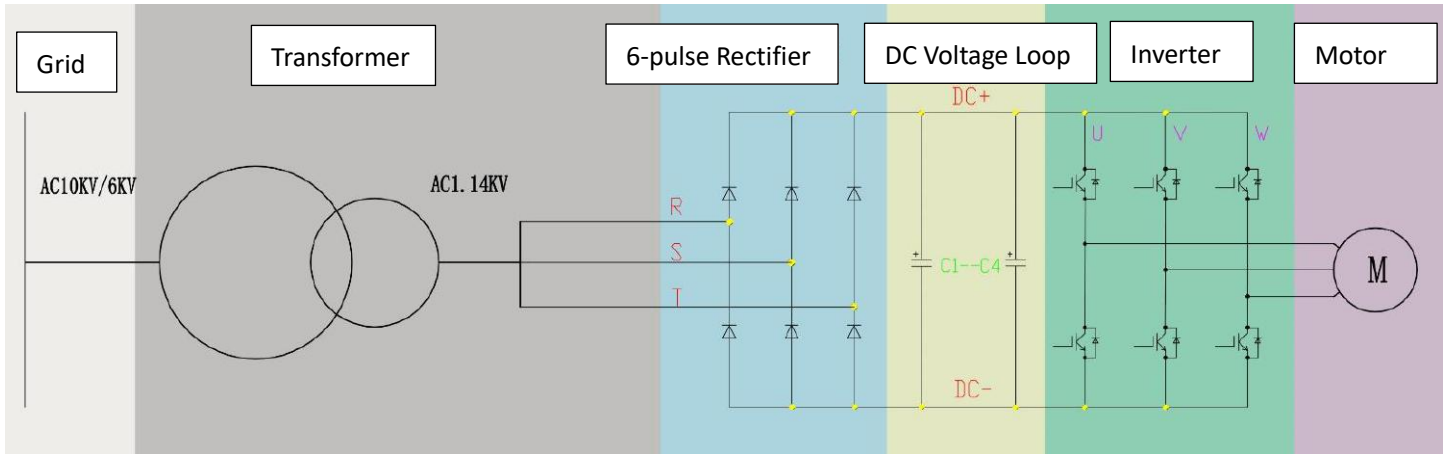 Grid
Transformer
6-pulse Rectifier
DC Voltage Loop
Inverter
Motor
DC+
U
V
W
AC10KV/6KV
AC1.14KV
R
S
T
+
+
C1--C4
M
DC-